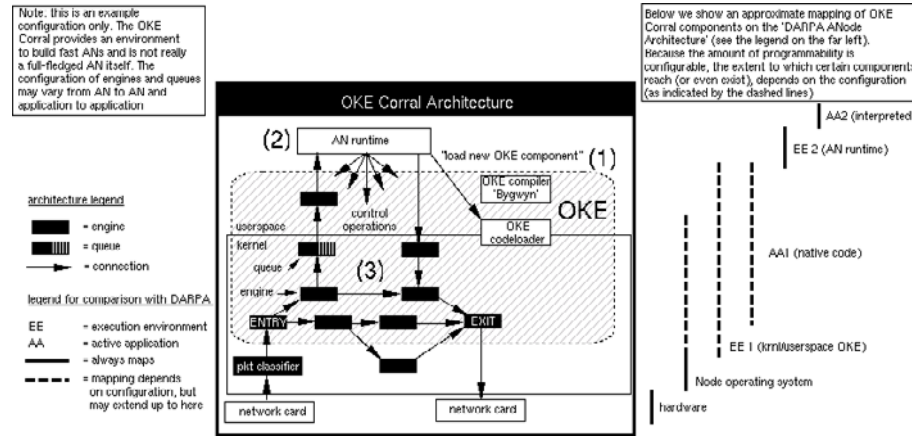 Note: this is an example
configuration only. The OKE
Corral provides an environment
to build fast ANs and is not really
a full-fledged AN itself. The
configuration of engines and queues
may vary from AN to AN and
application to application
Below we show an approximate mapping of OKE
Corral components on the 'DARPA ANode
Architecture' (see the legend on the far left).
Because the amount of programmability is
configurable, the extent to which certain components
reach (or even exist), depends on the configuration
(as indicated by the dashed lines)
OKE Corral Architecture
(2)
AN runtime
"load new OKE component"
(1)
OKE compiler
'Bygwyn'
OKE
OKE
codeloader
control
operations
userspace
kernel
queue
engine
(3)
ENTRY
EXIT
pkt classifier
network card
network card
architecture legend
= engine
= queue
= connection
legend for comparison with DARPA
EE = execution environment
AA = active application
= always maps
= mapping depends
on configuration, but
may extend up to here
AA2 (interpreted)
EE 2 (AN runtime)
AA1 (native code)
EE 1 (krnl/userspace OKE)
Node operating system
hardware